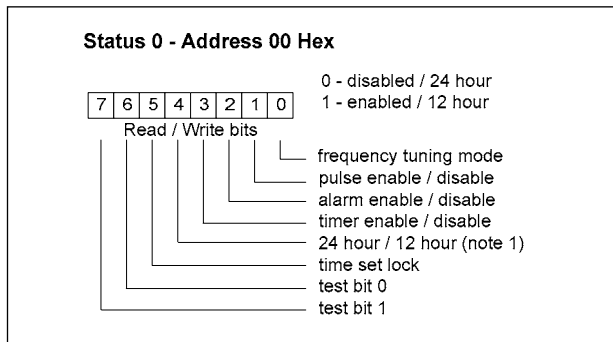 Status 0 - Address 00 Hex
0 - disabled / 24 hour
1 - enabled / 12 hour
7 6 5 4 3 2 1 0
Read / Write bits
frequency tuning mode
pulse enable / disable
alarm enable / disable
timer enable / disable
24 hour / 12 hour (note 1)
time set lock
test bit 0
test bit 1